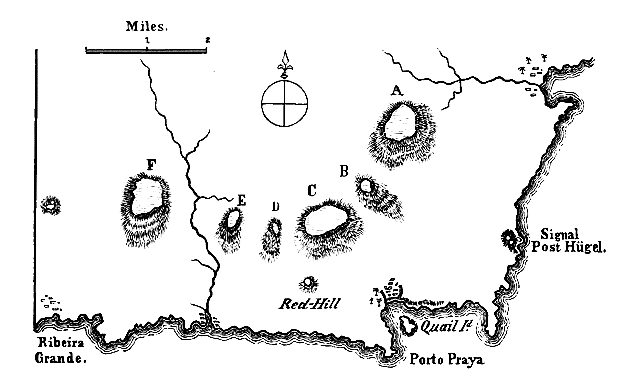 Miles.
1 2
A
B
F
C
E
D
Signal
Post Hügel.
Red-Hill
Quail Id
Ribeira
Grande.
Porto Praya